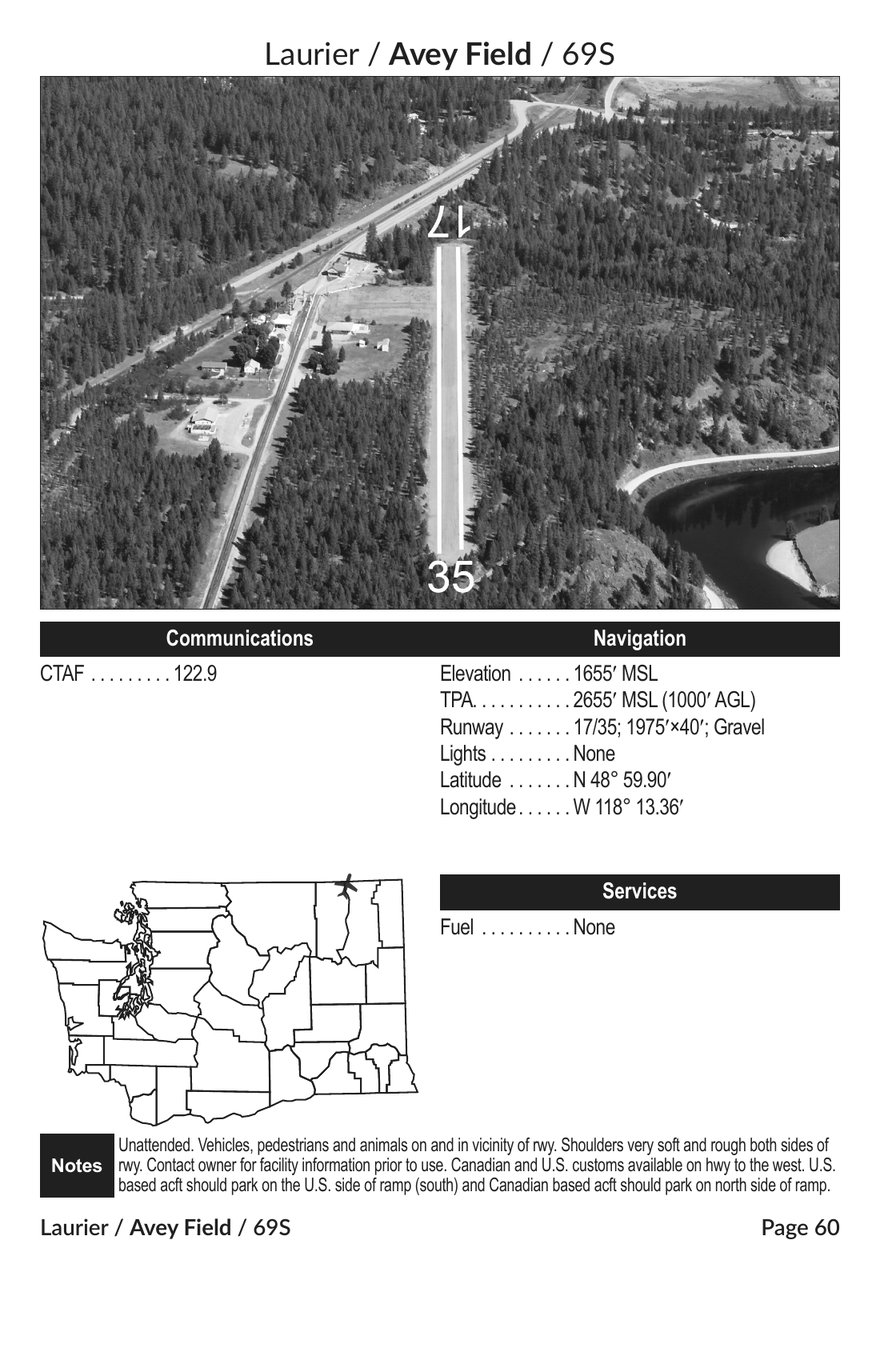 Laurier / Avey Field / 69S
17
35
Communications
CTAF . . . . . . . . . 122.9
Navigation
Elevation . . . . . . 1655′ MSL
TPA. . . . . . . . . . . 2655′ MSL (1000′ AGL)
Runway . . . . . . . 17/35; 1975′×40′; Gravel
Lights . . . . . . . . . None
Latitude . . . . . . . N 48° 59.90′
Longitude . . . . . . W 118° 13.36′
Services
Fuel . . . . . . . . . . None
Notes
Unattended. Vehicles, pedestrians and animals on and in vicinity of rwy. Shoulders very soft and rough both sides of
rwy. Contact owner for facility information prior to use. Canadian and U.S. customs available on hwy to the west. U.S.
based acft should park on the U.S. side of ramp (south) and Canadian based acft should park on north side of ramp.
Laurier / Avey Field / 69S
Page 60